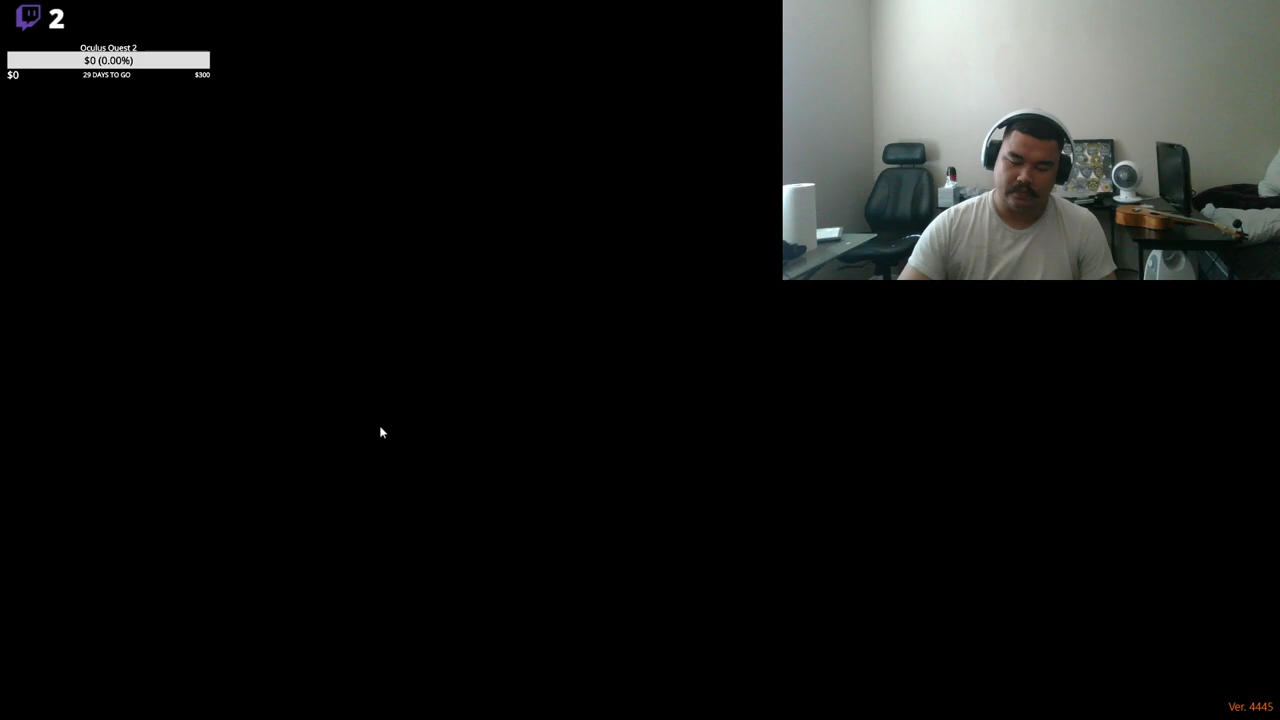 2
Oculus Quest 2
$0 (0.00%)
$0 29 DAYS TO GO $300
Ver. 4445